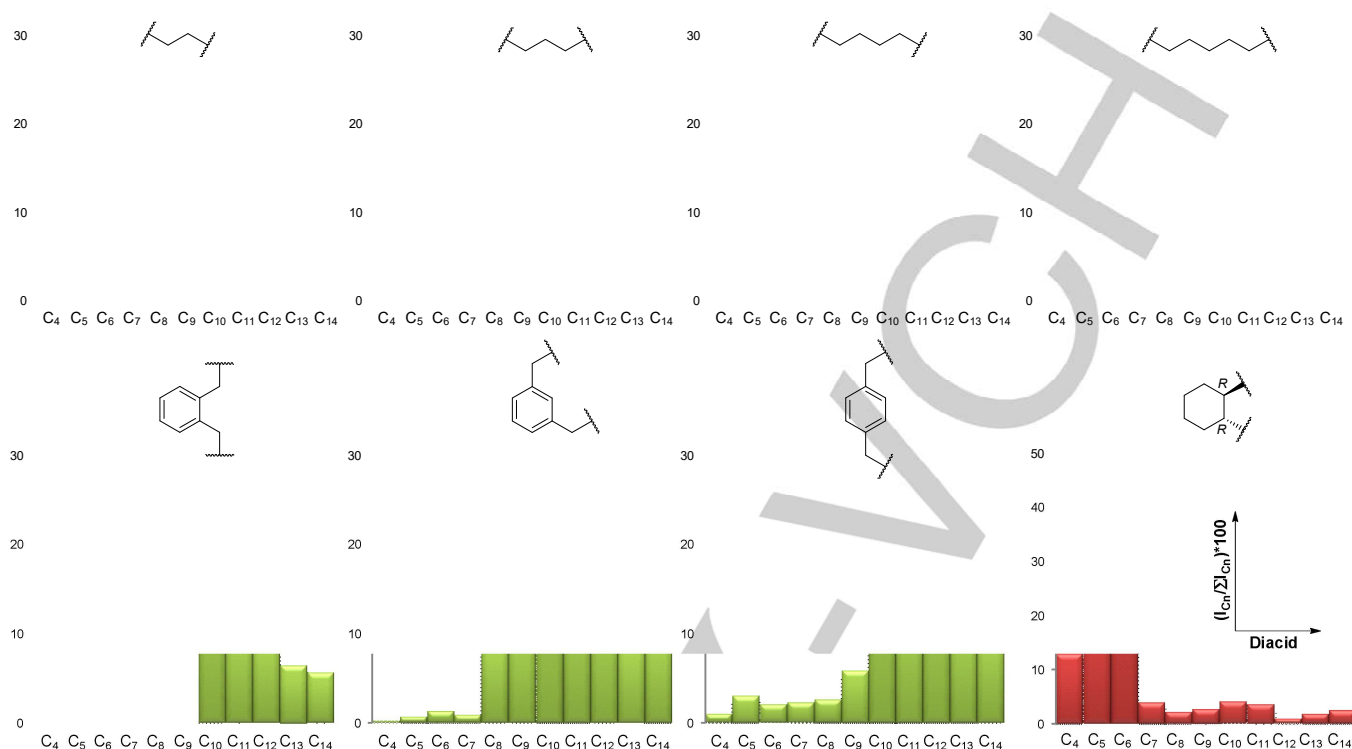 30 30 30 30
20 20 20 20
10 10 10 10
0 0 0 0
C4 C5 C6 C7 C8 C9 C10 C11 C12 C13 C14 C4 C5 C6 C7 C8 C9 C10 C11 C12 C13 C14 C4 C5 C6 C7 C8 C9 C10 C11 C12 C13 C14 C4 C5 C6 C7 C8 C9 C10 C11 C12 C13 C14
R
R
30 30 30 50
40
20 20 20 30
(ICn/ΣICn)*100
20
10 10 10
Diacid
10
0 0 0 0
C4 C5 C6 C7 C8 C9 C10 C11 C12 C13 C14 C4 C5 C6 C7 C8 C9 C10 C11 C12 C13 C14 C4 C5 C6 C7 C8 C9 C10 C11 C12 C13 C14 C4 C5 C6 C7 C8 C9 C10 C11 C12 C13 C14
VCH